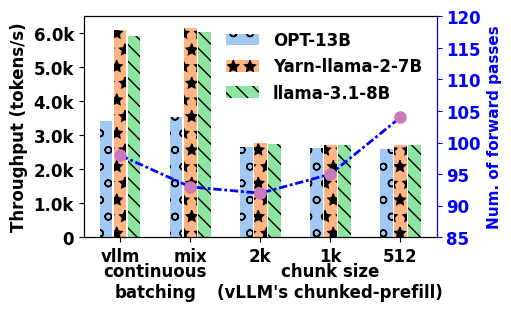 Throughput (tokens/s)
6.0k
5.0k
4.0k
3.0k
2.0k
1.0k
0
OPT-13B
Yarn-llama-2-7B
llama-3.1-8B
120
115
110
105
100
95
90
85
Num. of forward passes
vllm mix 2k 1k 512
continuous batching
chunk size
(vLLM's chunked-prefill)